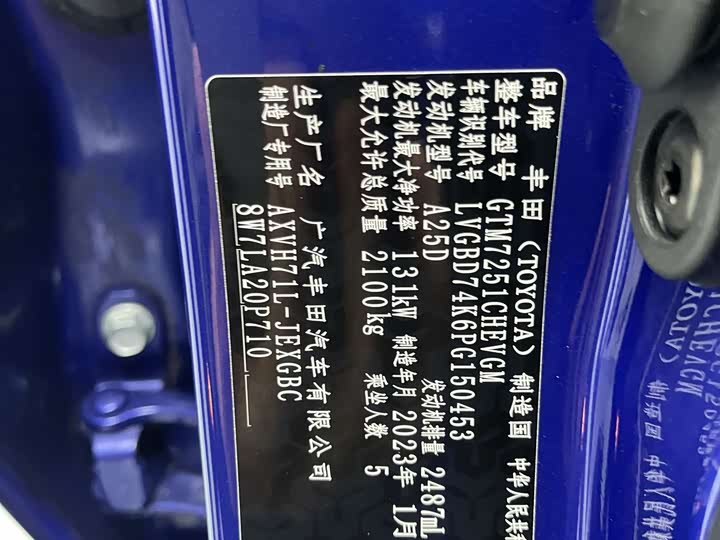 品牌 丰田(TOYOTA) 制造国 中华人民共和
整车型号 GTM7251CHEVGM
车辆识别代号 LVGBD74K6PG150453
发动机型号 A25D 发动机排量 2487mL
发动机最大净功率 131kW 制造年月 2023年 1月
最大允许总质量 2100kg 乘坐人数 5
生产厂名 广汽丰田汽车有限公司
制造厂专用号 AXVH71L-JEXGBC
8W7LA20P710